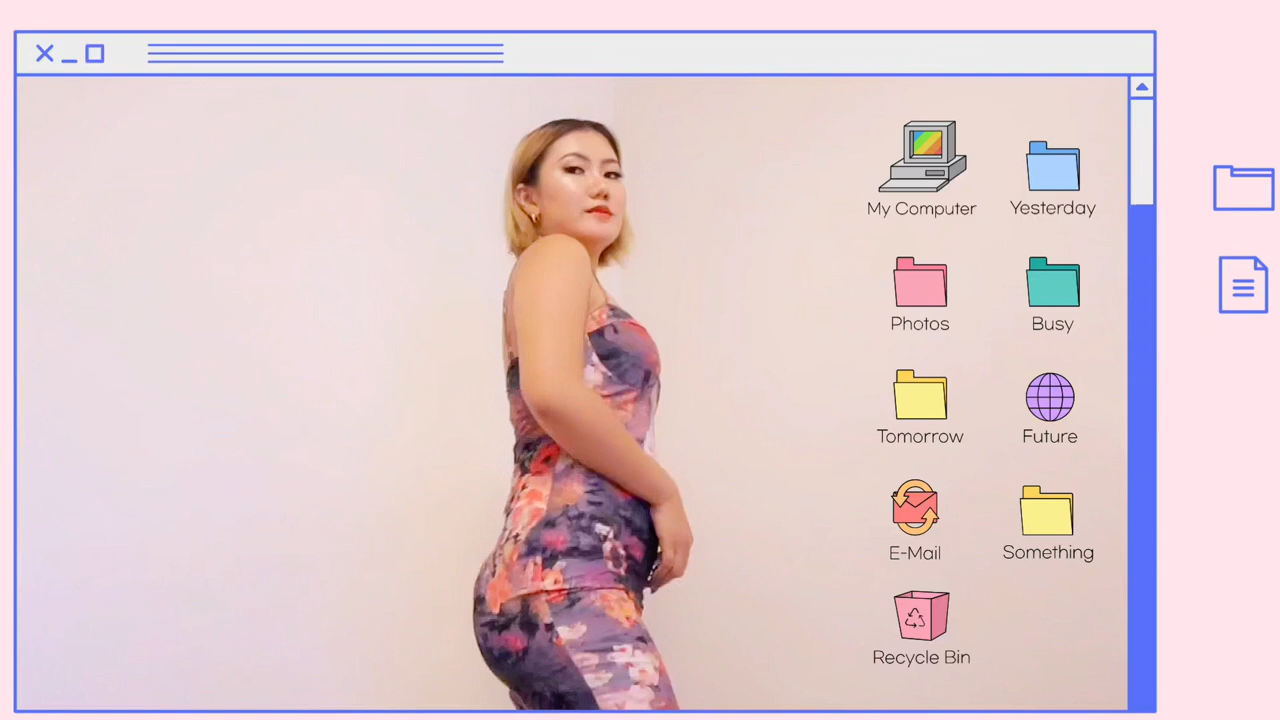 My Computer
Yesterday
Photos
Busy
Tomorrow
Future
E-Mail
Something
Recycle Bin